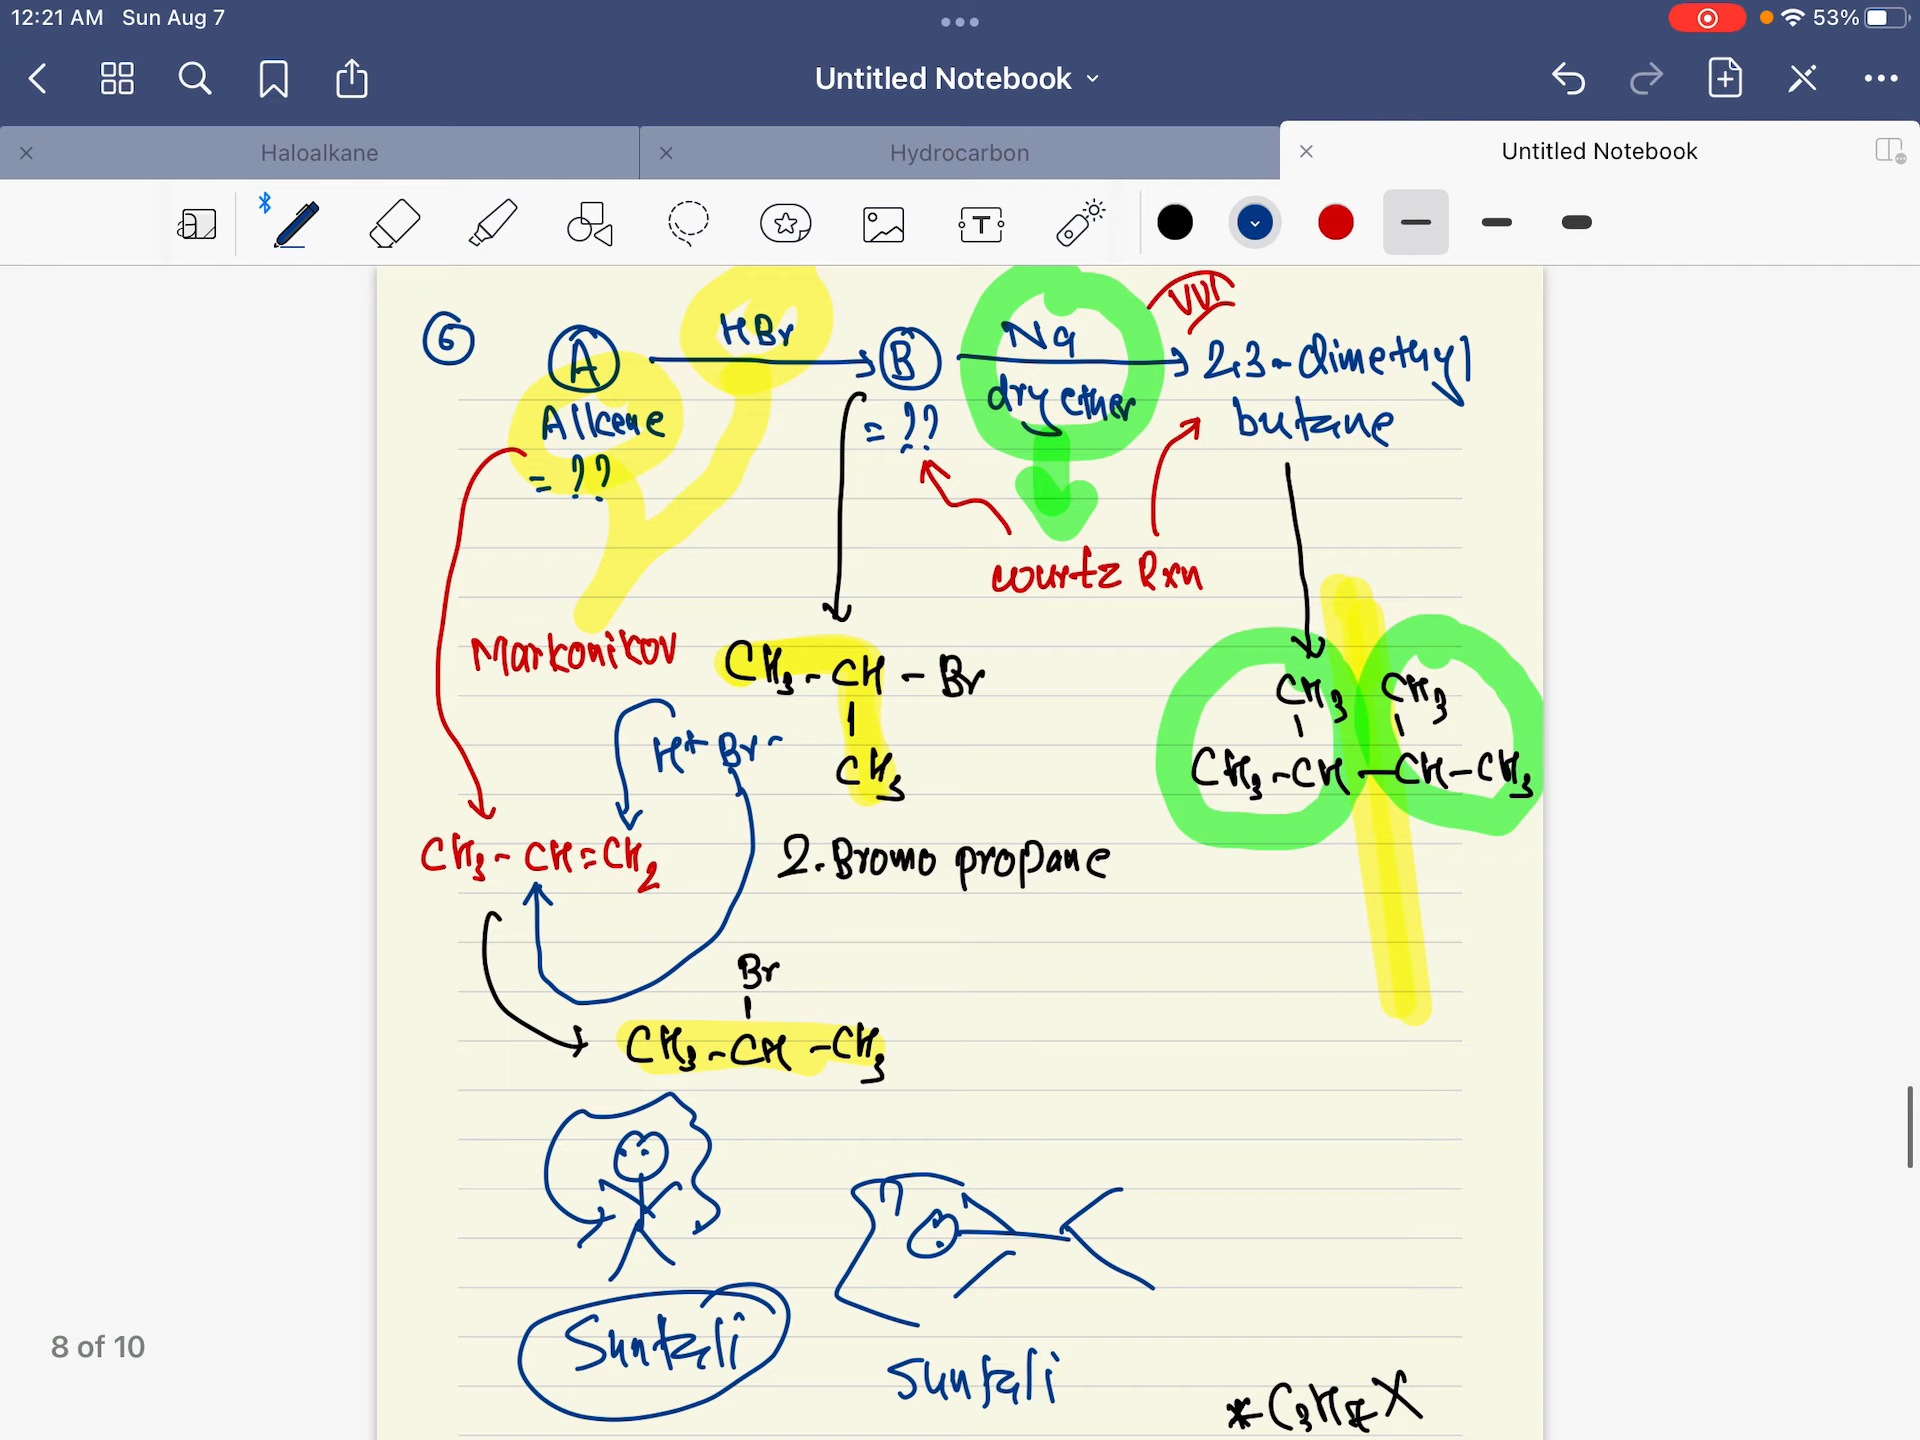 12:21 AM Sun Aug 7
53%
Untitled Notebook
Haloalkane
Hydrocarbon
Untitled Notebook
T
6
A HBr B Na VVI 2,3-dimethyl
Alkene = ?? dry ether butane
= ??
wurtz Rxn
Markonikov
CH3-CH-Br
CH3 CH3
H+ Br-
CH3
CH3-CH-CH-CH3
CH3-CH=CH2
2.Bromo propane
Br
CH3-CH-CH3
Suntali
Suntali
8 of 10